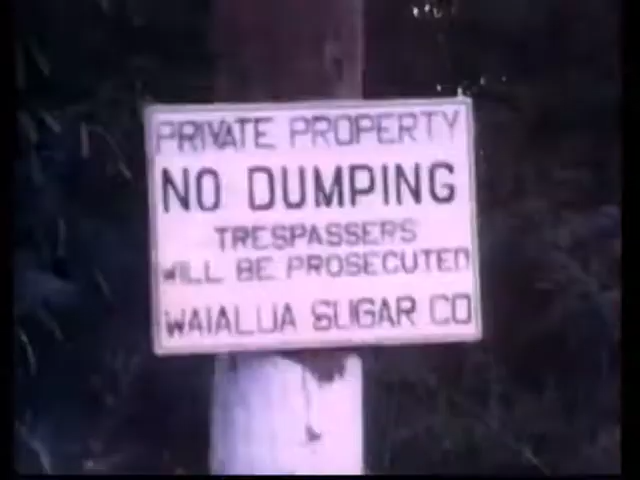 PRIVATE PROPERTY
NO DUMPING
TRESPASSERS
WILL BE PROSECUTED
WAIALUA SUGAR CO